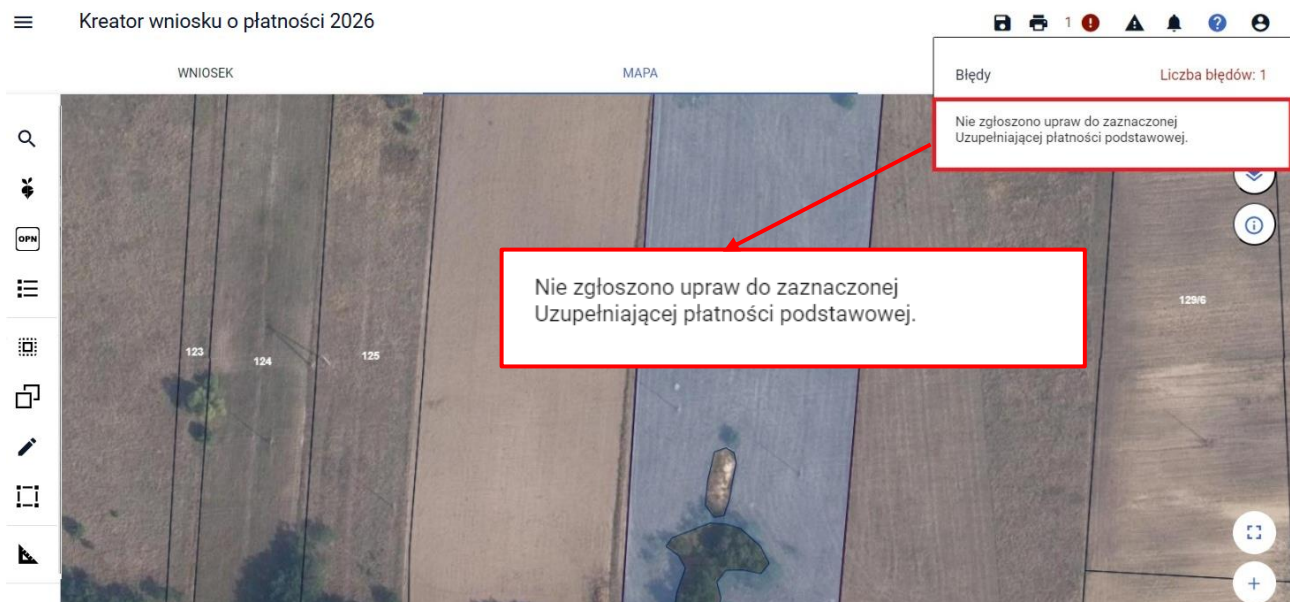 Kreator wniosku o płatności 2026
1
WNIOSEK
MAPA
Błędy
Liczba błędów: 1
Nie zgłoszono upraw do zaznaczonej
Uzupełniającej płatności podstawowej.
OPN
Nie zgłoszono upraw do zaznaczonej
Uzupełniającej płatności podstawowej.
129/6
123
124
125